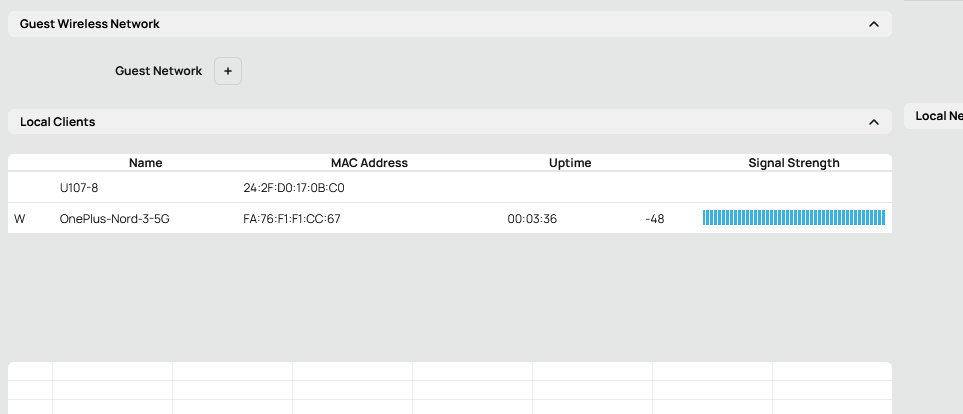 Guest Wireless Network
Guest Network +
Local Clients
Local Ne
Name MAC Address Uptime Signal Strength
U107-8 24:2F:D0:17:0B:C0
W OnePlus-Nord-3-5G FA:76:F1:F1:CC:67 00:03:36 -48